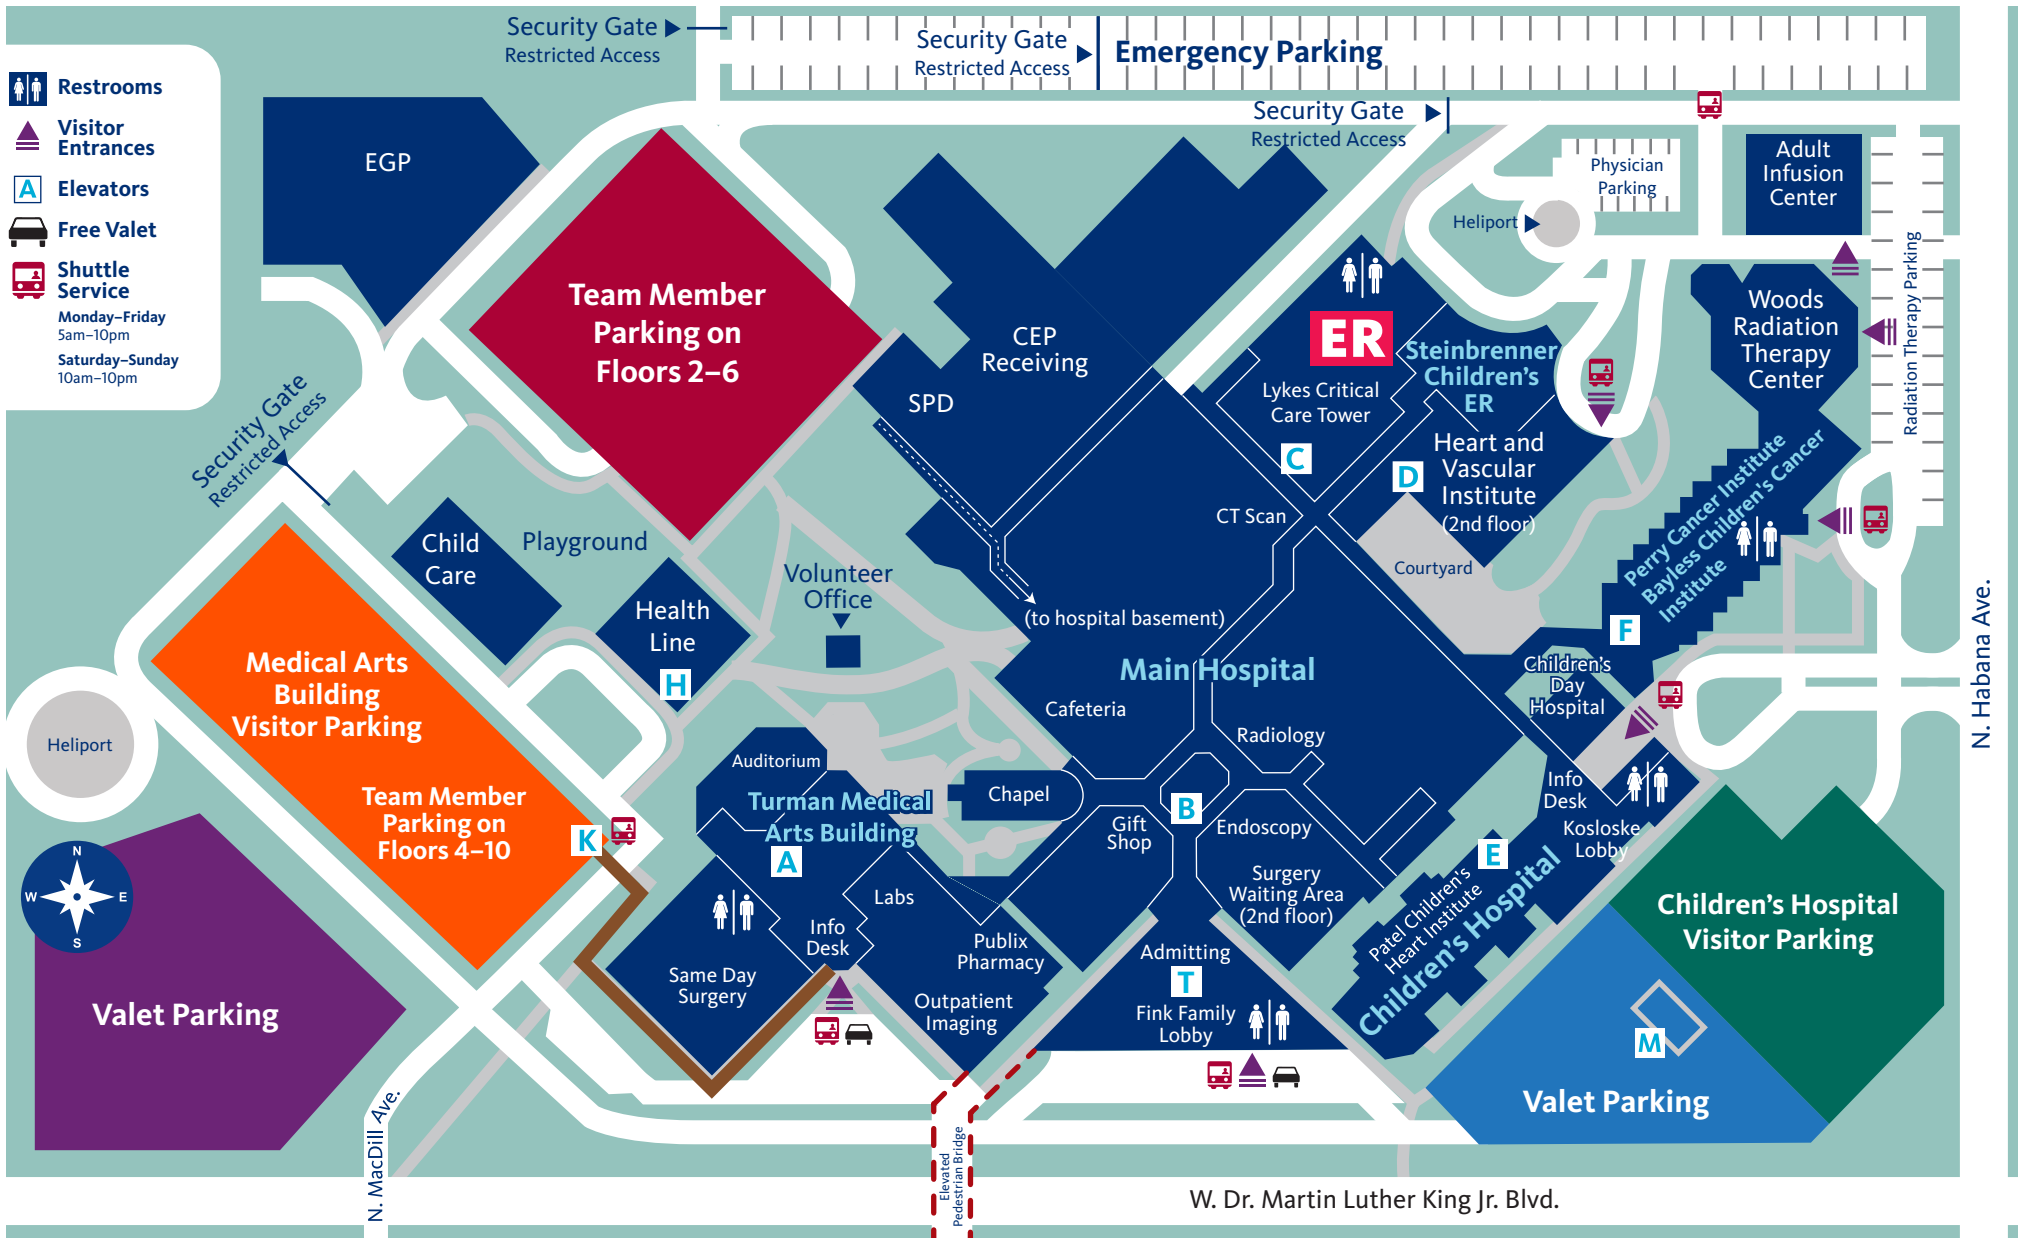 Restrooms
Visitor
Entrances
A
Elevators
Free Valet
Shuttle
Service
Monday–Friday
5am–10pm
Saturday–Sunday
10am–10pm
Security Gate
Restricted Access
Security Gate
Restricted Access
Emergency Parking
Security Gate
Restricted Access
EGP
Team Member
Parking on
Floors 2–6
CEP
Receiving
SPD
Physician
Parking
Heliport
Adult
Infusion
Center
Radiation Therapy Parking
Woods
Radiation
Therapy
Center
ER
Lykes Critical
Care Tower
C
Steinbrenner
Children's
ER
D
Heart and
Vascular
Institute
(2nd floor)
CT Scan
Courtyard
Perry Cancer Institute
Bayless Children's Cancer
Institute
F
Security Gate
Restricted Access
Child
Care
Playground
Health
Line
H
Volunteer
Office
(to hospital basement)
Main Hospital
Cafeteria
Radiology
Children's
Day
Hospital
N. Habana Ave.
Medical Arts
Building
Visitor Parking
Team Member
Parking on
Floors 4–10
K
Heliport
N
W
E
S
Valet Parking
Auditorium
Turman Medical
Arts Building
A
Chapel
Labs
Info
Desk
Same Day
Surgery
Publix
Pharmacy
Outpatient
Imaging
Gift
Shop
B
Endoscopy
Surgery
Waiting Area
(2nd floor)
Admitting
T
Fink Family
Lobby
Info
Desk
Kosloske
Lobby
E
Patel Children's
Heart Institute
Children's Hospital
Children's Hospital
Visitor Parking
M
Valet Parking
N. MacDill Ave.
Elevated
Pedestrian Bridge
W. Dr. Martin Luther King Jr. Blvd.